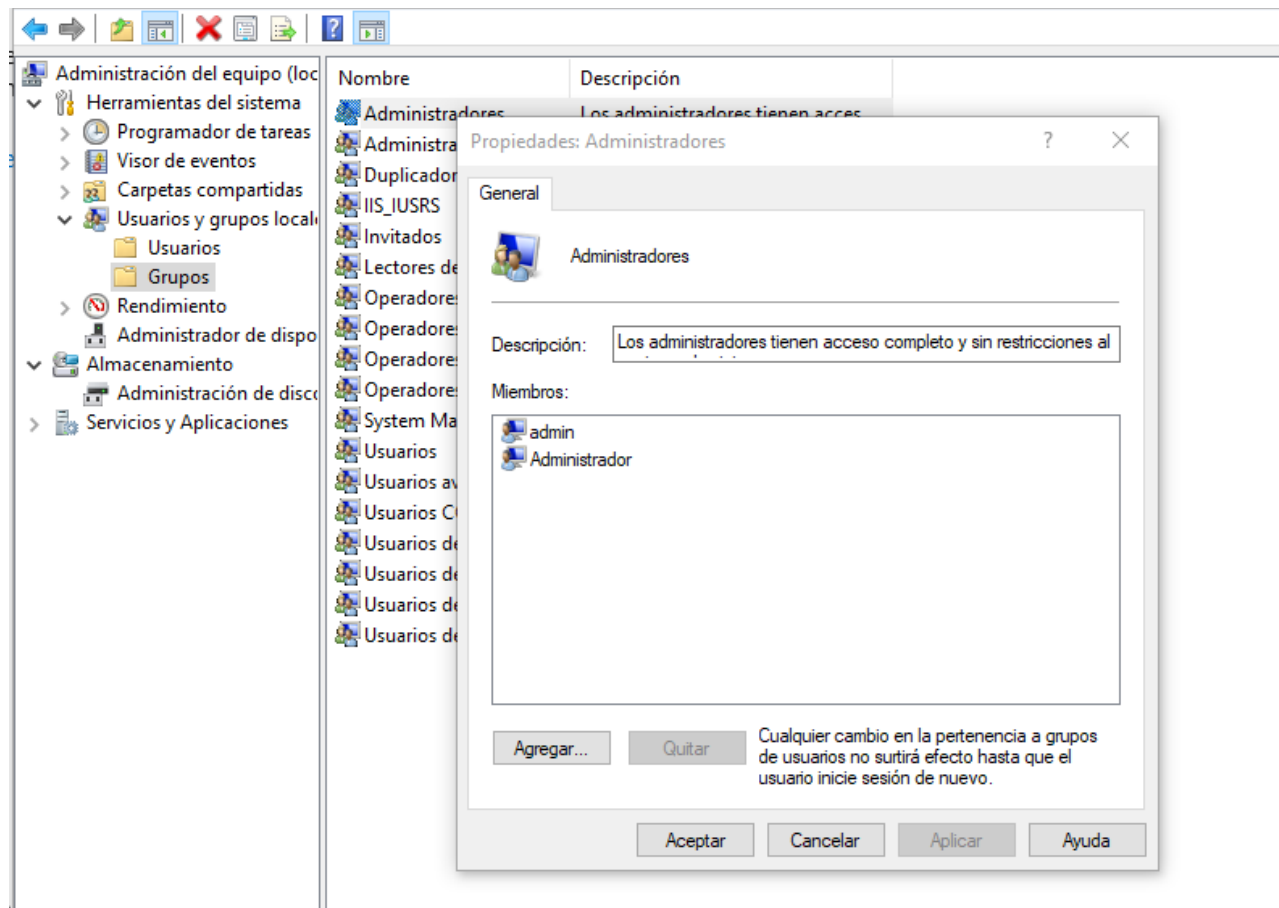 Administración del equipo (loc
Herramientas del sistema
Programador de tareas
Visor de eventos
Carpetas compartidas
Usuarios y grupos local
Usuarios
Grupos
Rendimiento
Administrador de dispo
Almacenamiento
Administración de disco
Servicios y Aplicaciones
Nombre Descripción
Administradores Los administradores tienen acces
Administra
Duplicador
IIS_IUSRS
Invitados
Lectores de
Operadores
Operadores
Operadores
Operadores
System Ma
Usuarios
Usuarios av
Usuarios CO
Usuarios de
Usuarios de
Usuarios de
Usuarios de
Propiedades: Administradores
General
Administradores
Descripción: Los administradores tienen acceso completo y sin restricciones al
Miembros:
admin
Administrador
Agregar... Quitar
Cualquier cambio en la pertenencia a grupos
de usuarios no surtirá efecto hasta que el
usuario inicie sesión de nuevo.
Aceptar Cancelar Aplicar Ayuda